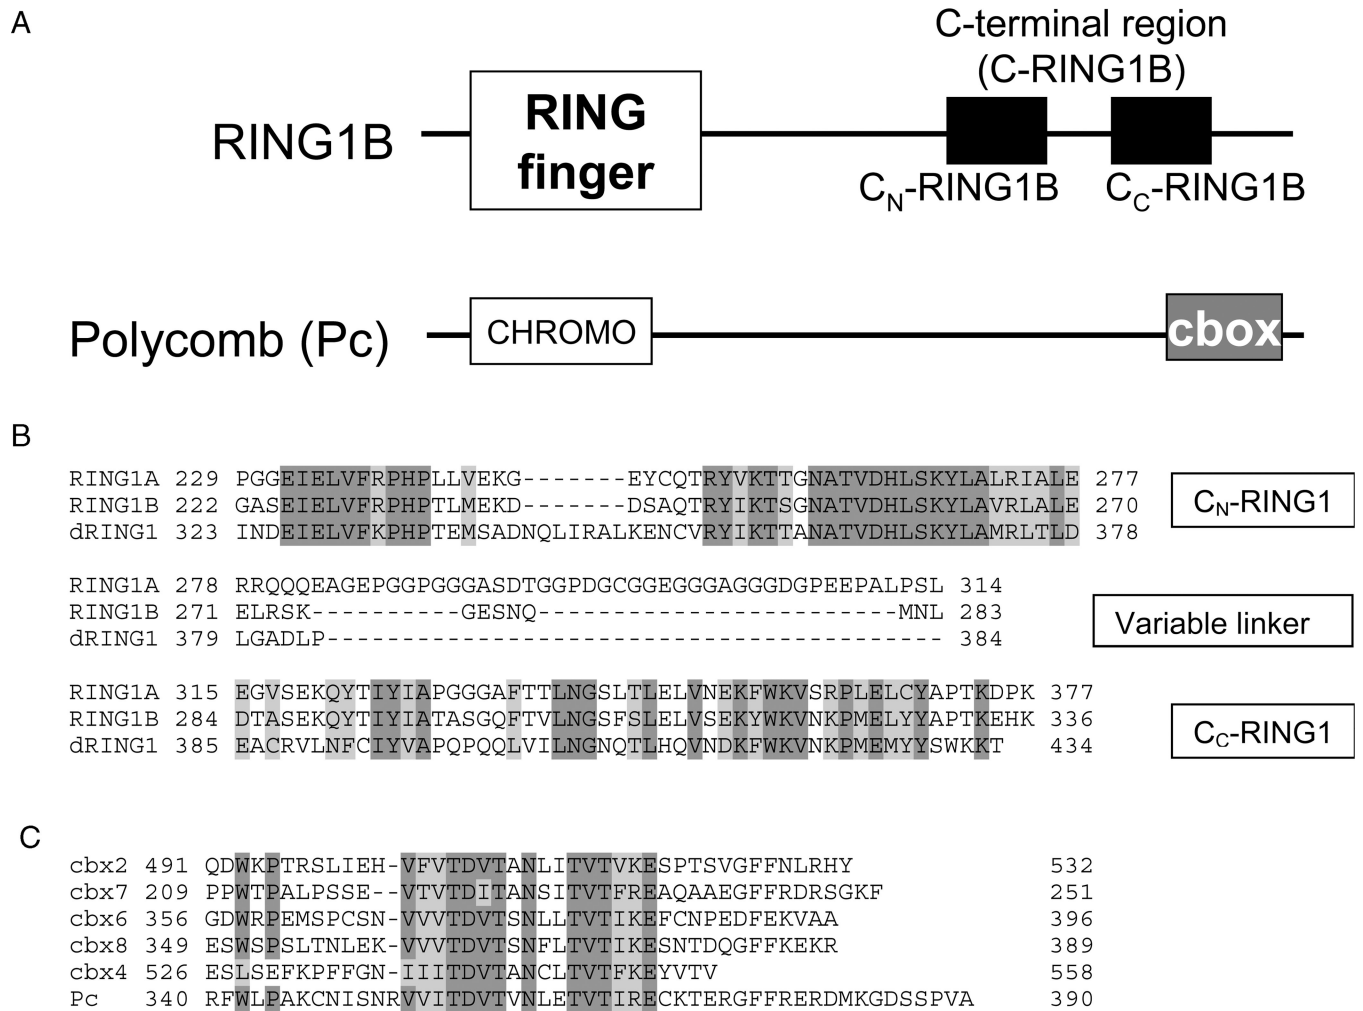 A
C-terminal region
(C-RING1B)
RING1B
RING
finger
CN-RING1B
CC-RING1B
Polycomb (Pc)
CHROMO
cbox
B
RING1A 229 PGGEIELVFRPHPLLVEKG-------EYCQTRYVKTTGNATVDHLSKYLALRIALE 277
RING1B 222 GASEIELVFRPHPTLMEKD-------DSAQTRYIKTSGNATVDHLSKYLAVRLALE 270
dRING1 323 INDEIELVFKPHPTEMSADNQLIRALKENCVRYIKTTANATVDHLSKYLAMRLTLD 378
CN-RING1
RING1A 278 RRQQQEAGEPGGPGGGASDTGGPDGCGGEGGGAGGGDGPEEPALPSL 314
RING1B 271 ELRSK----------GESNQ------------------------MNL 283
dRING1 379 LGADLP----------------------------------------- 384
Variable linker
RING1A 315 EGVSEKQYTIYIAPGGGAFTTLNGSLTLELVNEKFWKVSRPLELCYAPTKDPK 377
RING1B 284 DTASEKQYTIYIATASGQFTVLNGSFSLELVSEKYWKVNKPMELYYAPTKEHK 336
dRING1 385 EACRVLNFCIYVAPQPQQLVILNGNQTLHQVNDKFWKVNKPMEMYYSWKKT 434
CC-RING1
C
cbx2 491 QDWKPTRSLIEH-VFVTDVTANLITVTVKESPTSVGFFNLRHY 532
cbx7 209 PPWTPALPSSE--VTVTDITANSITVTFREAQAAEGFFRDRSGKF 251
cbx6 356 GDWRPEMSPCSN-VVVTDVTSNLLTVTIKEFCNPEDFEKVAA 396
cbx8 349 ESWSPSLTNLEK-VVVTDVTSNFLTVTIKESNTDQGFFKEKR 389
cbx4 526 ESLSEFKPFFGN-IIITDVTANCLTVTFKEYVTV 558
Pc 340 RFWLPAKCNISNRVVITDVTVNLETVTIRECKTERGFFRERDMKGDSSPVA 390